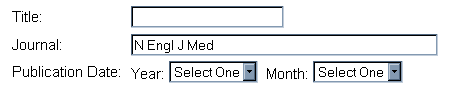 Title:
Journal: N Engl J Med
Publication Date: Year: Select One Month: Select One